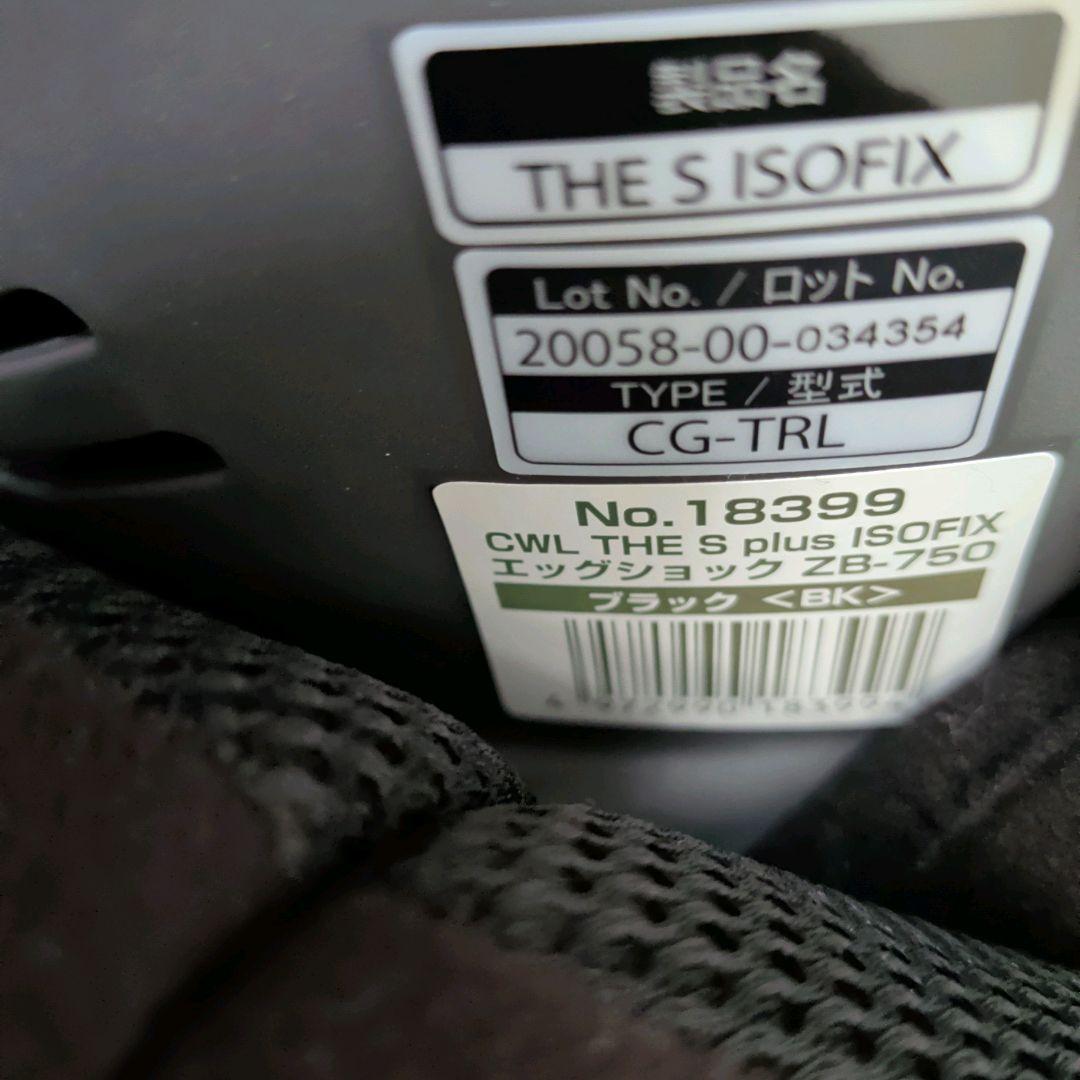 製品名
THE S ISOFIX
Lot No. / ロット No.
20058-00-034354
TYPE / 型式
CG-TRL
No.18399
CWL THE S plus ISOFIX
エッグショック ZB-750
ブラック <BK>